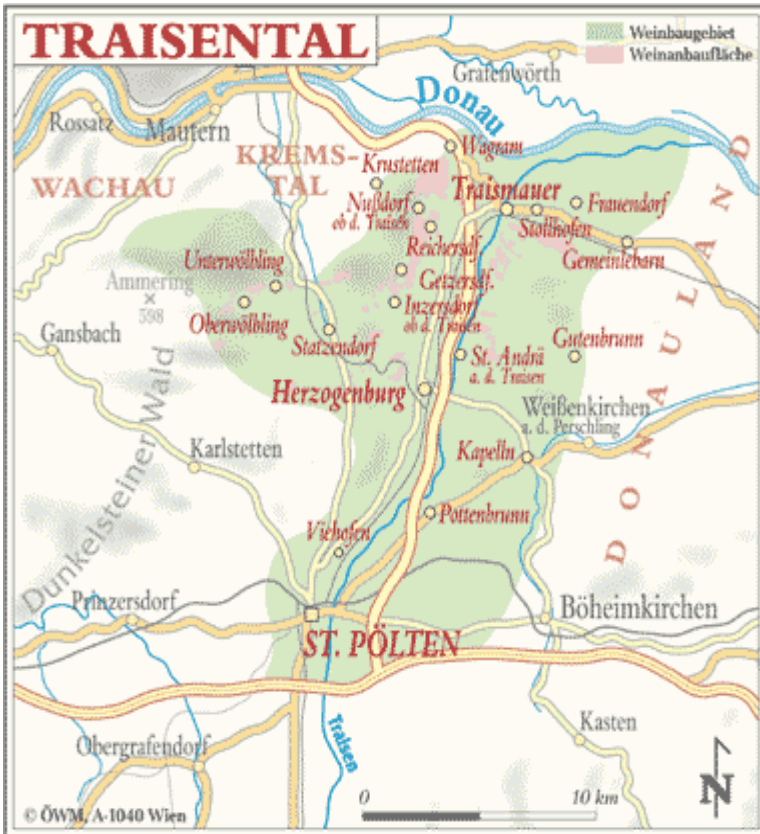 TRAISENTAL
Weinbaugebiet
Weinanbaufläche
Grafenwörth
Donau
Rossatz
Mautern
Wagram
KREMS-
TAL
WACHAU
Krustetten
Nußdorf
ob d. Traisen
Traismauer
Frauendorf
Stollhofen
Reichersdf.
Gemeinlebarn
Unterwölbling
Getzersdf.
Ammering
598
Oberwölbling
Inzersdorf
ob d. Traisen
Statzendorf
Gansbach
St. Andrä
a. d. Traisen
Gutenbrunn
DONAULAND
Herzogenburg
Weißenkirchen
a. d. Perschling
Karlstetten
Kapelln
Dunkelsteiner Wald
Pottenbrunn
Viehofen
Prinzersdorf
Böheimkirchen
ST. PÖLTEN
Traisen
Kasten
Obergrafendorf
N
0 10 km
© ÖWM, A-1040 Wien